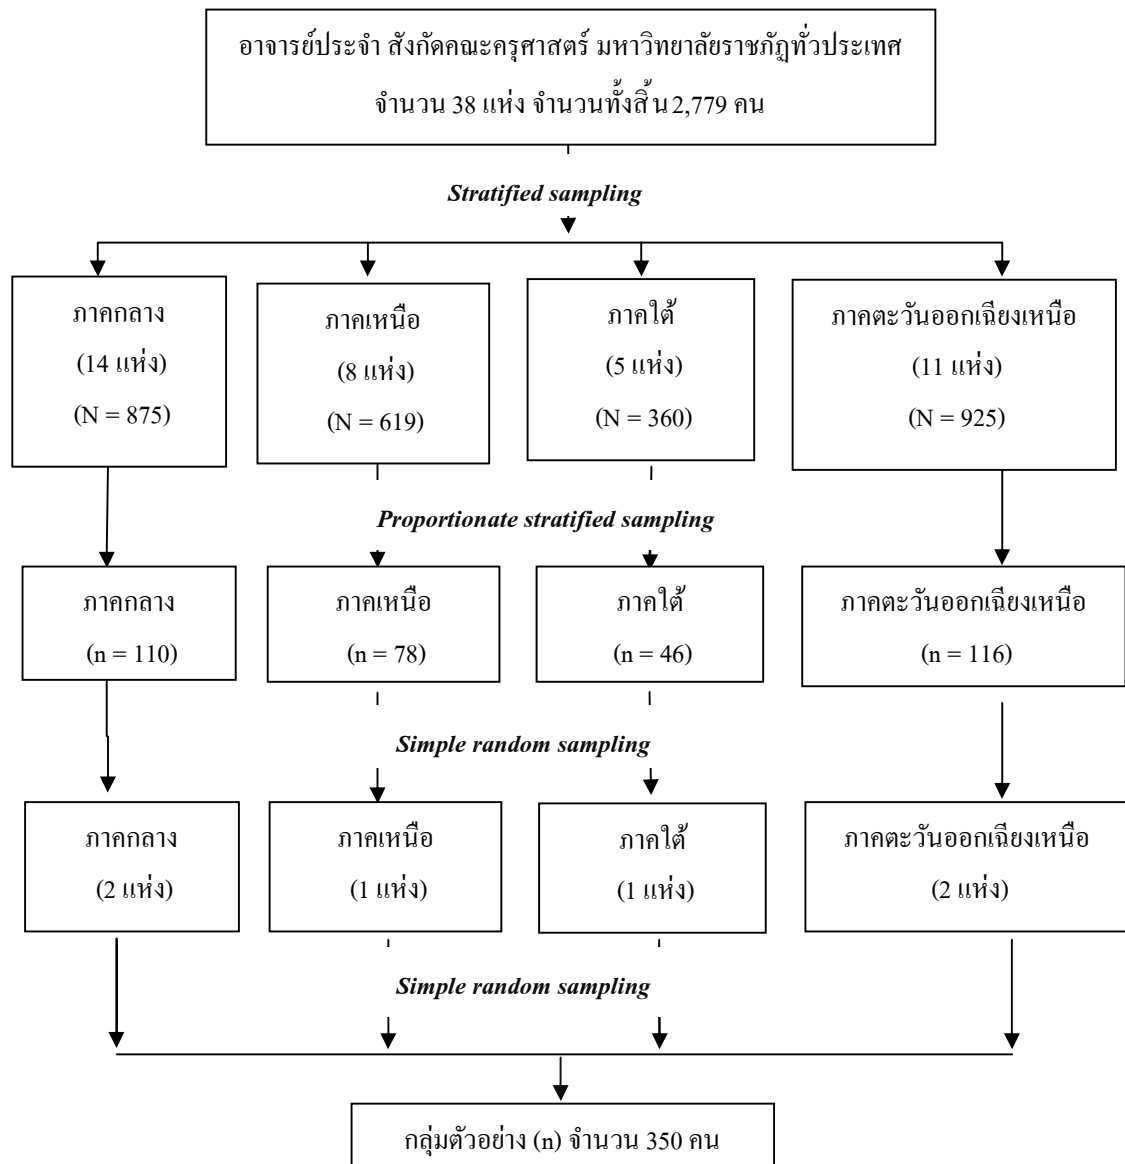 อาจารย์ประจำ สังกัดคณะครุศาสตร์ มหาวิทยาลัยราชภัฏทั่วประเทศ
จำนวน 38 แห่ง จำนวนทั้งสิ้น 2,779 คน
Stratified sampling
ภาคกลาง
(14 แห่ง)
(N = 875)
ภาคเหนือ
(8 แห่ง)
(N = 619)
ภาคใต้
(5 แห่ง)
(N = 360)
ภาคตะวันออกเฉียงเหนือ
(11 แห่ง)
(N = 925)
Proportionate stratified sampling
ภาคกลาง
(n = 110)
ภาคเหนือ
(n = 78)
ภาคใต้
(n = 46)
ภาคตะวันออกเฉียงเหนือ
(n = 116)
Simple random sampling
ภาคกลาง
(2 แห่ง)
ภาคเหนือ
(1 แห่ง)
ภาคใต้
(1 แห่ง)
ภาคตะวันออกเฉียงเหนือ
(2 แห่ง)
Simple random sampling
กลุ่มตัวอย่าง (n) จำนวน 350 คน